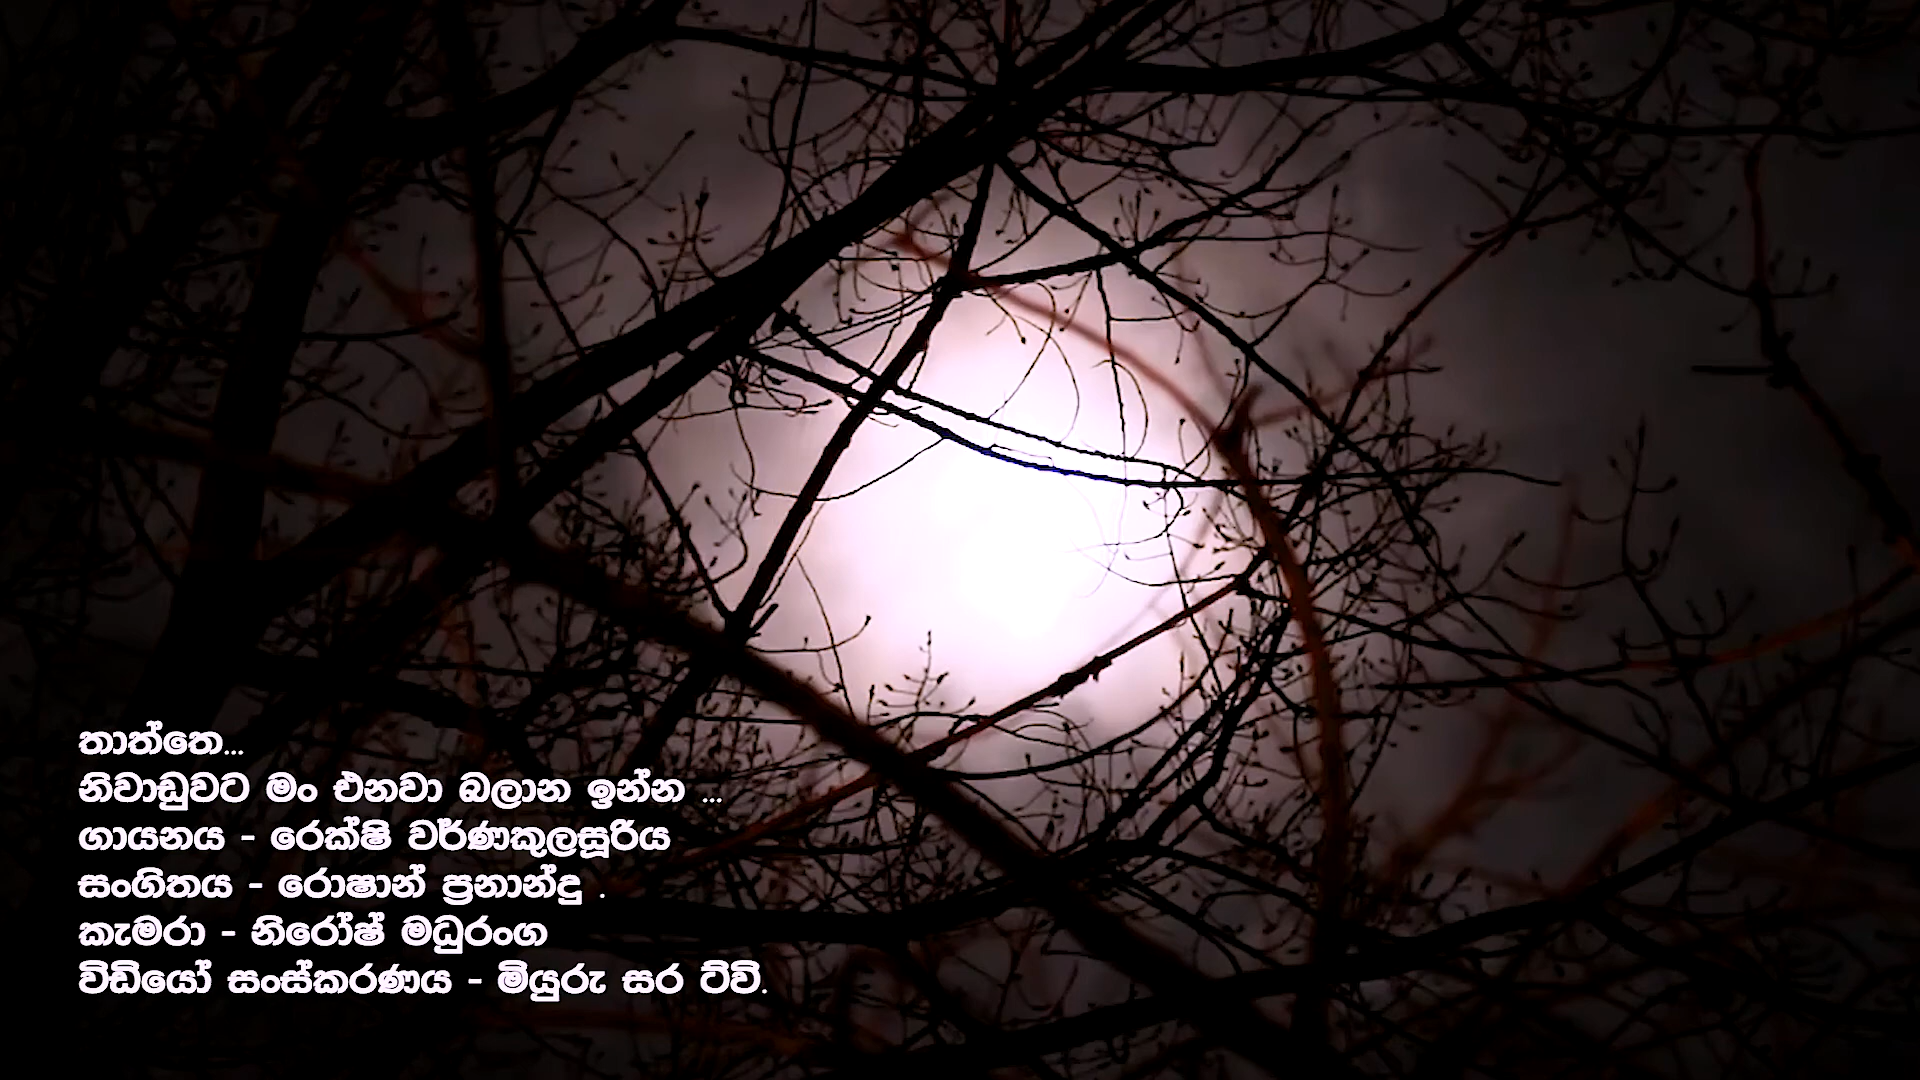 තාත්තෙ...
නිවාඩුවට මං එනවා බලාන ඉන්න ...
ගායනය - රෙක්ෂි වර්ණකුලසූරිය
සංගිතය - රොෂාන් ප්‍රනාන්දු .
කැමරා - නිරෝෂ් මධුරංග
විඩියෝ සංස්කරණය - මියුරු සර ටිවි.